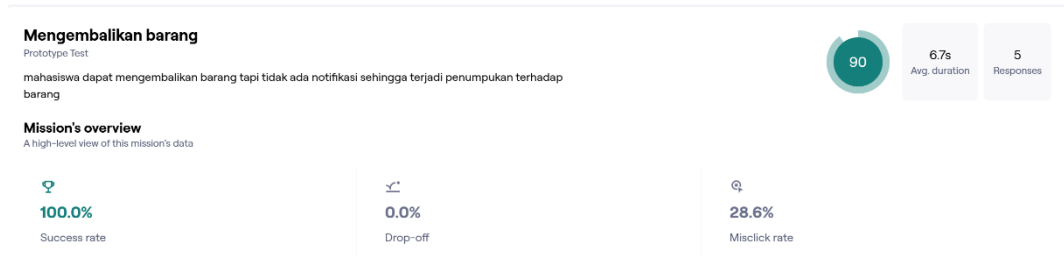 Mengembalikan barang
Prototype Test
mahasiswa dapat mengembalikan barang tapi tidak ada notifikasi sehingga terjadi penumpukan terhadap
barang
90
6.7s
Avg. duration
5
Responses
Mission's overview
A high-level view of this mission's data
100.0%
Success rate
0.0%
Drop-off
28.6%
Misclick rate